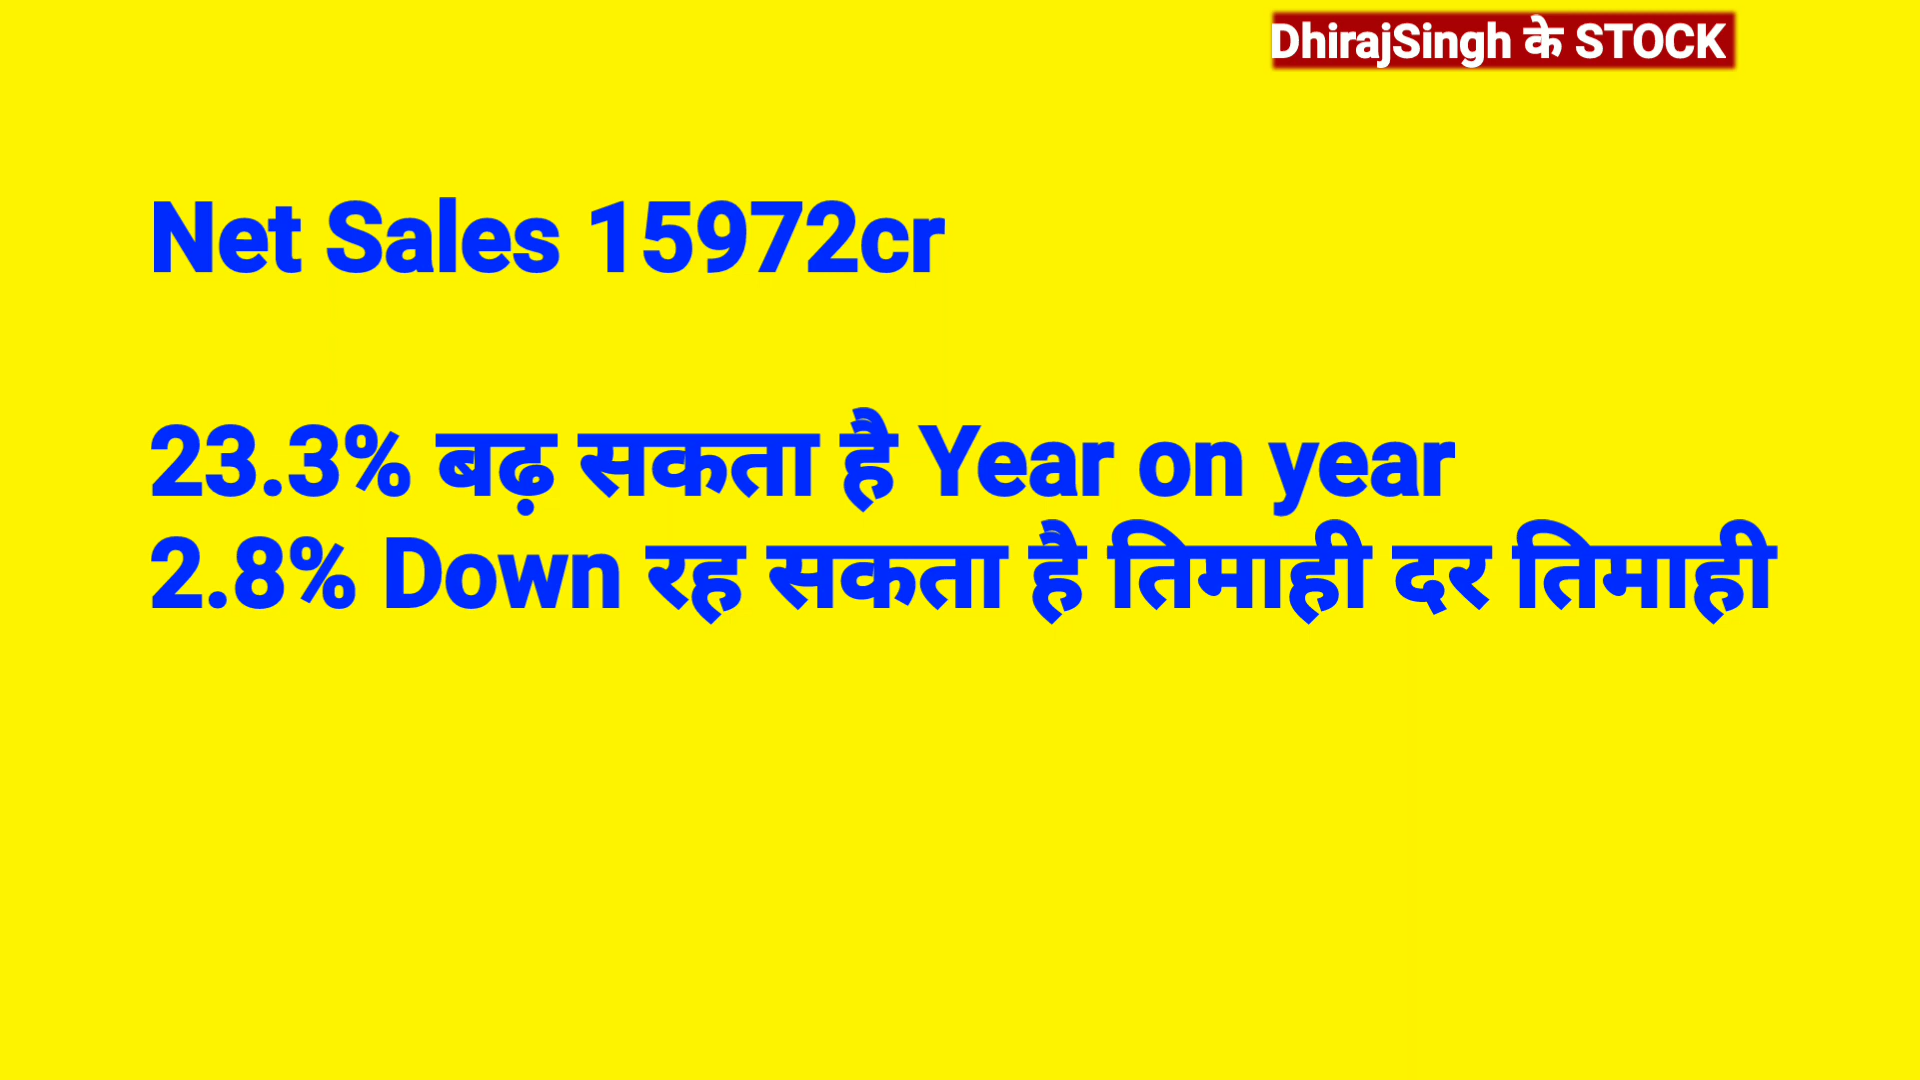 DhirajSingh के STOCK
Net Sales 15972cr
23.3% बढ़ सकता है Year on year
2.8% Down रह सकता है तिमाही दर तिमाही